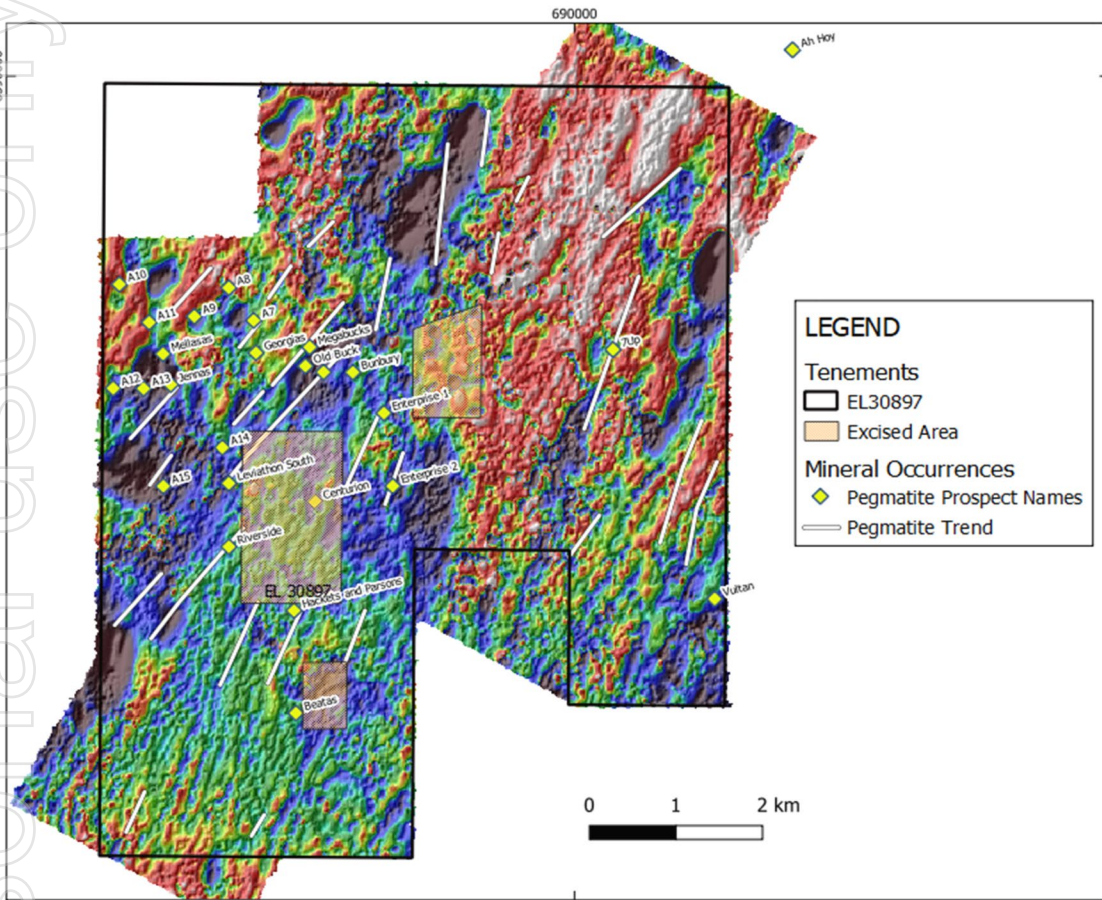 690000
Ah Hoy
A10
A8
A11
A9
A7
Mellasas
Georgias
Megabucks
Old Buck
Bunbury
7Up
A12
A13
Jennas
Enterprise 1
A14
Leviathon South
Enterprise 2
A15
Centurion
Riverside
EL 30897
Hacketts and Parsons
Vultan
Beatas
LEGEND
Tenements
EL30897
Excised Area
Mineral Occurrences
Pegmatite Prospect Names
Pegmatite Trend
0 1 2 km